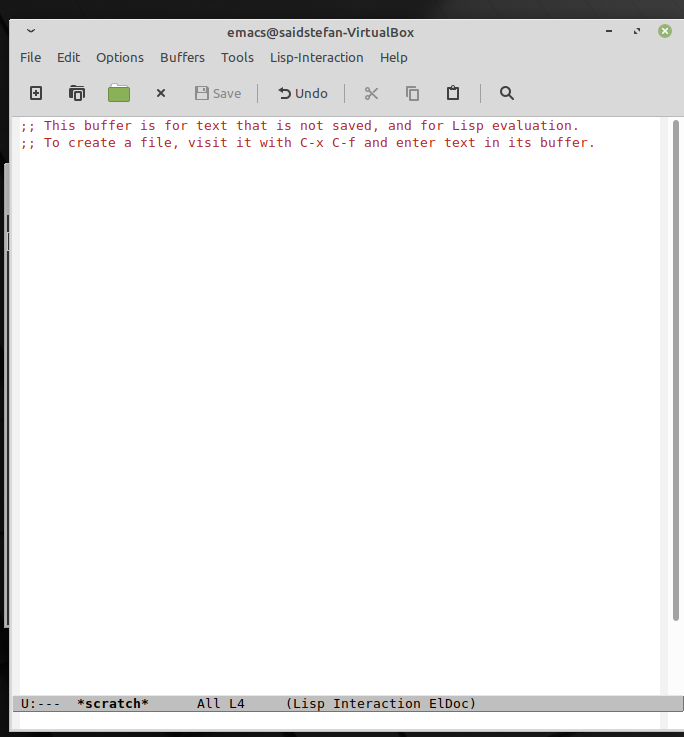 emacs@saidstefan-VirtualBox
File Edit Options Buffers Tools Lisp-Interaction Help
Save Undo
;; This buffer is for text that is not saved, and for Lisp evaluation.
;; To create a file, visit it with C-x C-f and enter text in its buffer.
U:--- *scratch* All L4 (Lisp Interaction ElDoc)